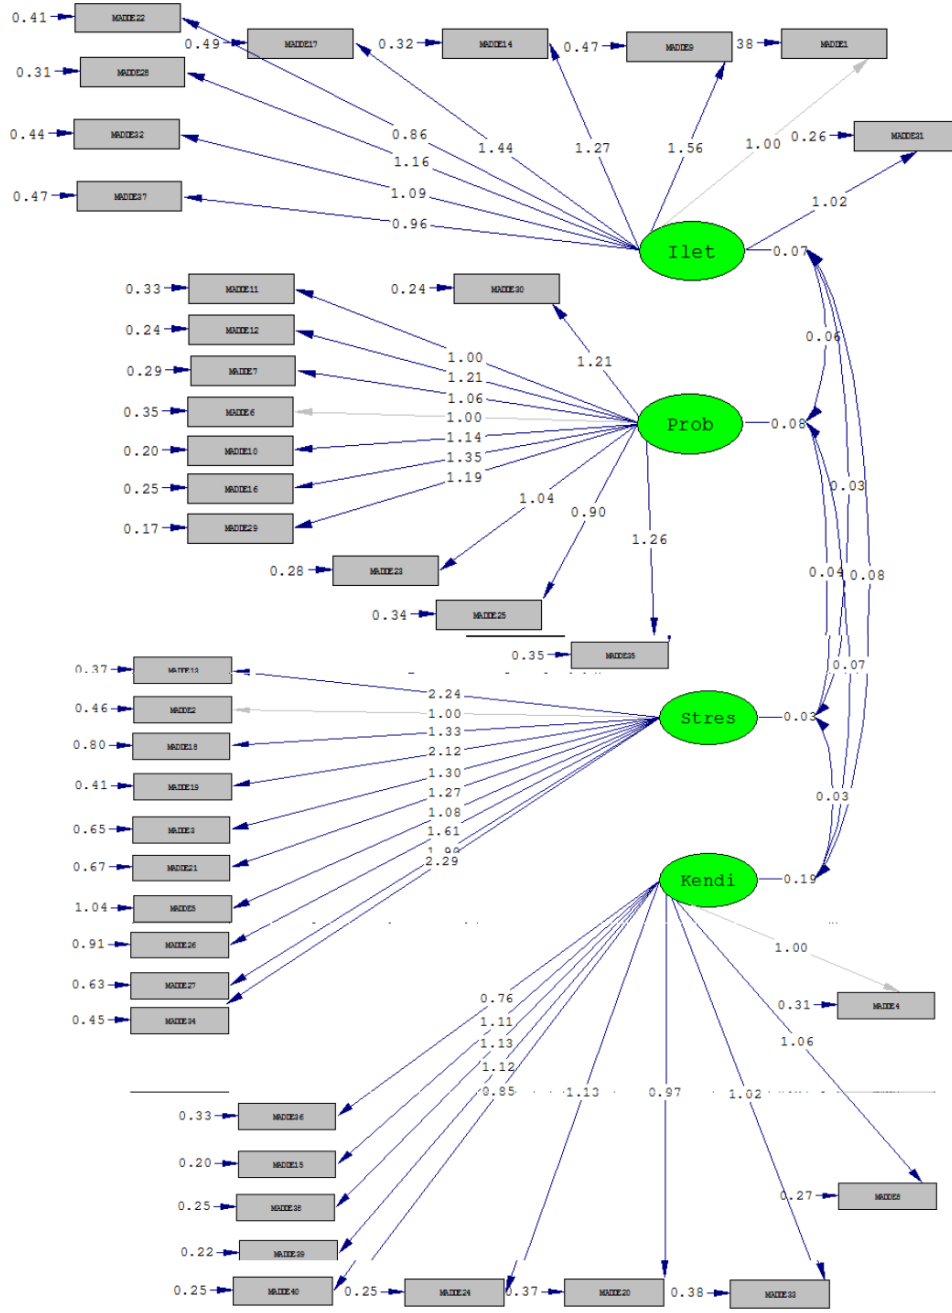 0.41 MADDE22
0.49 MADDE17
0.32 MADDE14
0.47 MADDE9
38 MADDE1
0.31 MADDE28
0.44 MADDE32
0.26 MADDE31
0.47 MADDE37
0.86
1.16
1.09
0.96
1.44
1.27
1.56
1.00
1.02
Ilet
0.07
0.33 MADDE11
0.24 MADDE30
0.24 MADDE12
0.29 MADDE7
0.35 MADDE6
0.20 MADDE10
0.25 MADDE16
0.17 MADDE29
0.28 MADDE23
0.34 MADDE25
0.35 MADDE35
1.00
1.21
1.06
1.00
1.14
1.35
1.19
1.04
0.90
1.26
1.21
Prob
0.08
0.06
0.03
0.04
0.08
0.07
0.03
0.37 MADDE13
0.46 MADDE2
0.80 MADDE18
0.41 MADDE19
0.65 MADDE3
0.67 MADDE21
1.04 MADDE5
0.91 MADDE26
0.63 MADDE27
0.45 MADDE34
2.24
1.00
1.33
2.12
1.30
1.27
1.08
1.61
2.29
Stres
0.03
Kendi
0.19
0.76
1.11
1.13
1.12
0.85
1.13
0.97
1.02
1.06
1.00
0.31 MADDE4
0.33 MADDE36
0.20 MADDE15
0.25 MADDE38
0.27 MADDE8
0.22 MADDE39
0.25 MADDE40
0.25 MADDE24
0.37 MADDE20
0.38 MADDE33